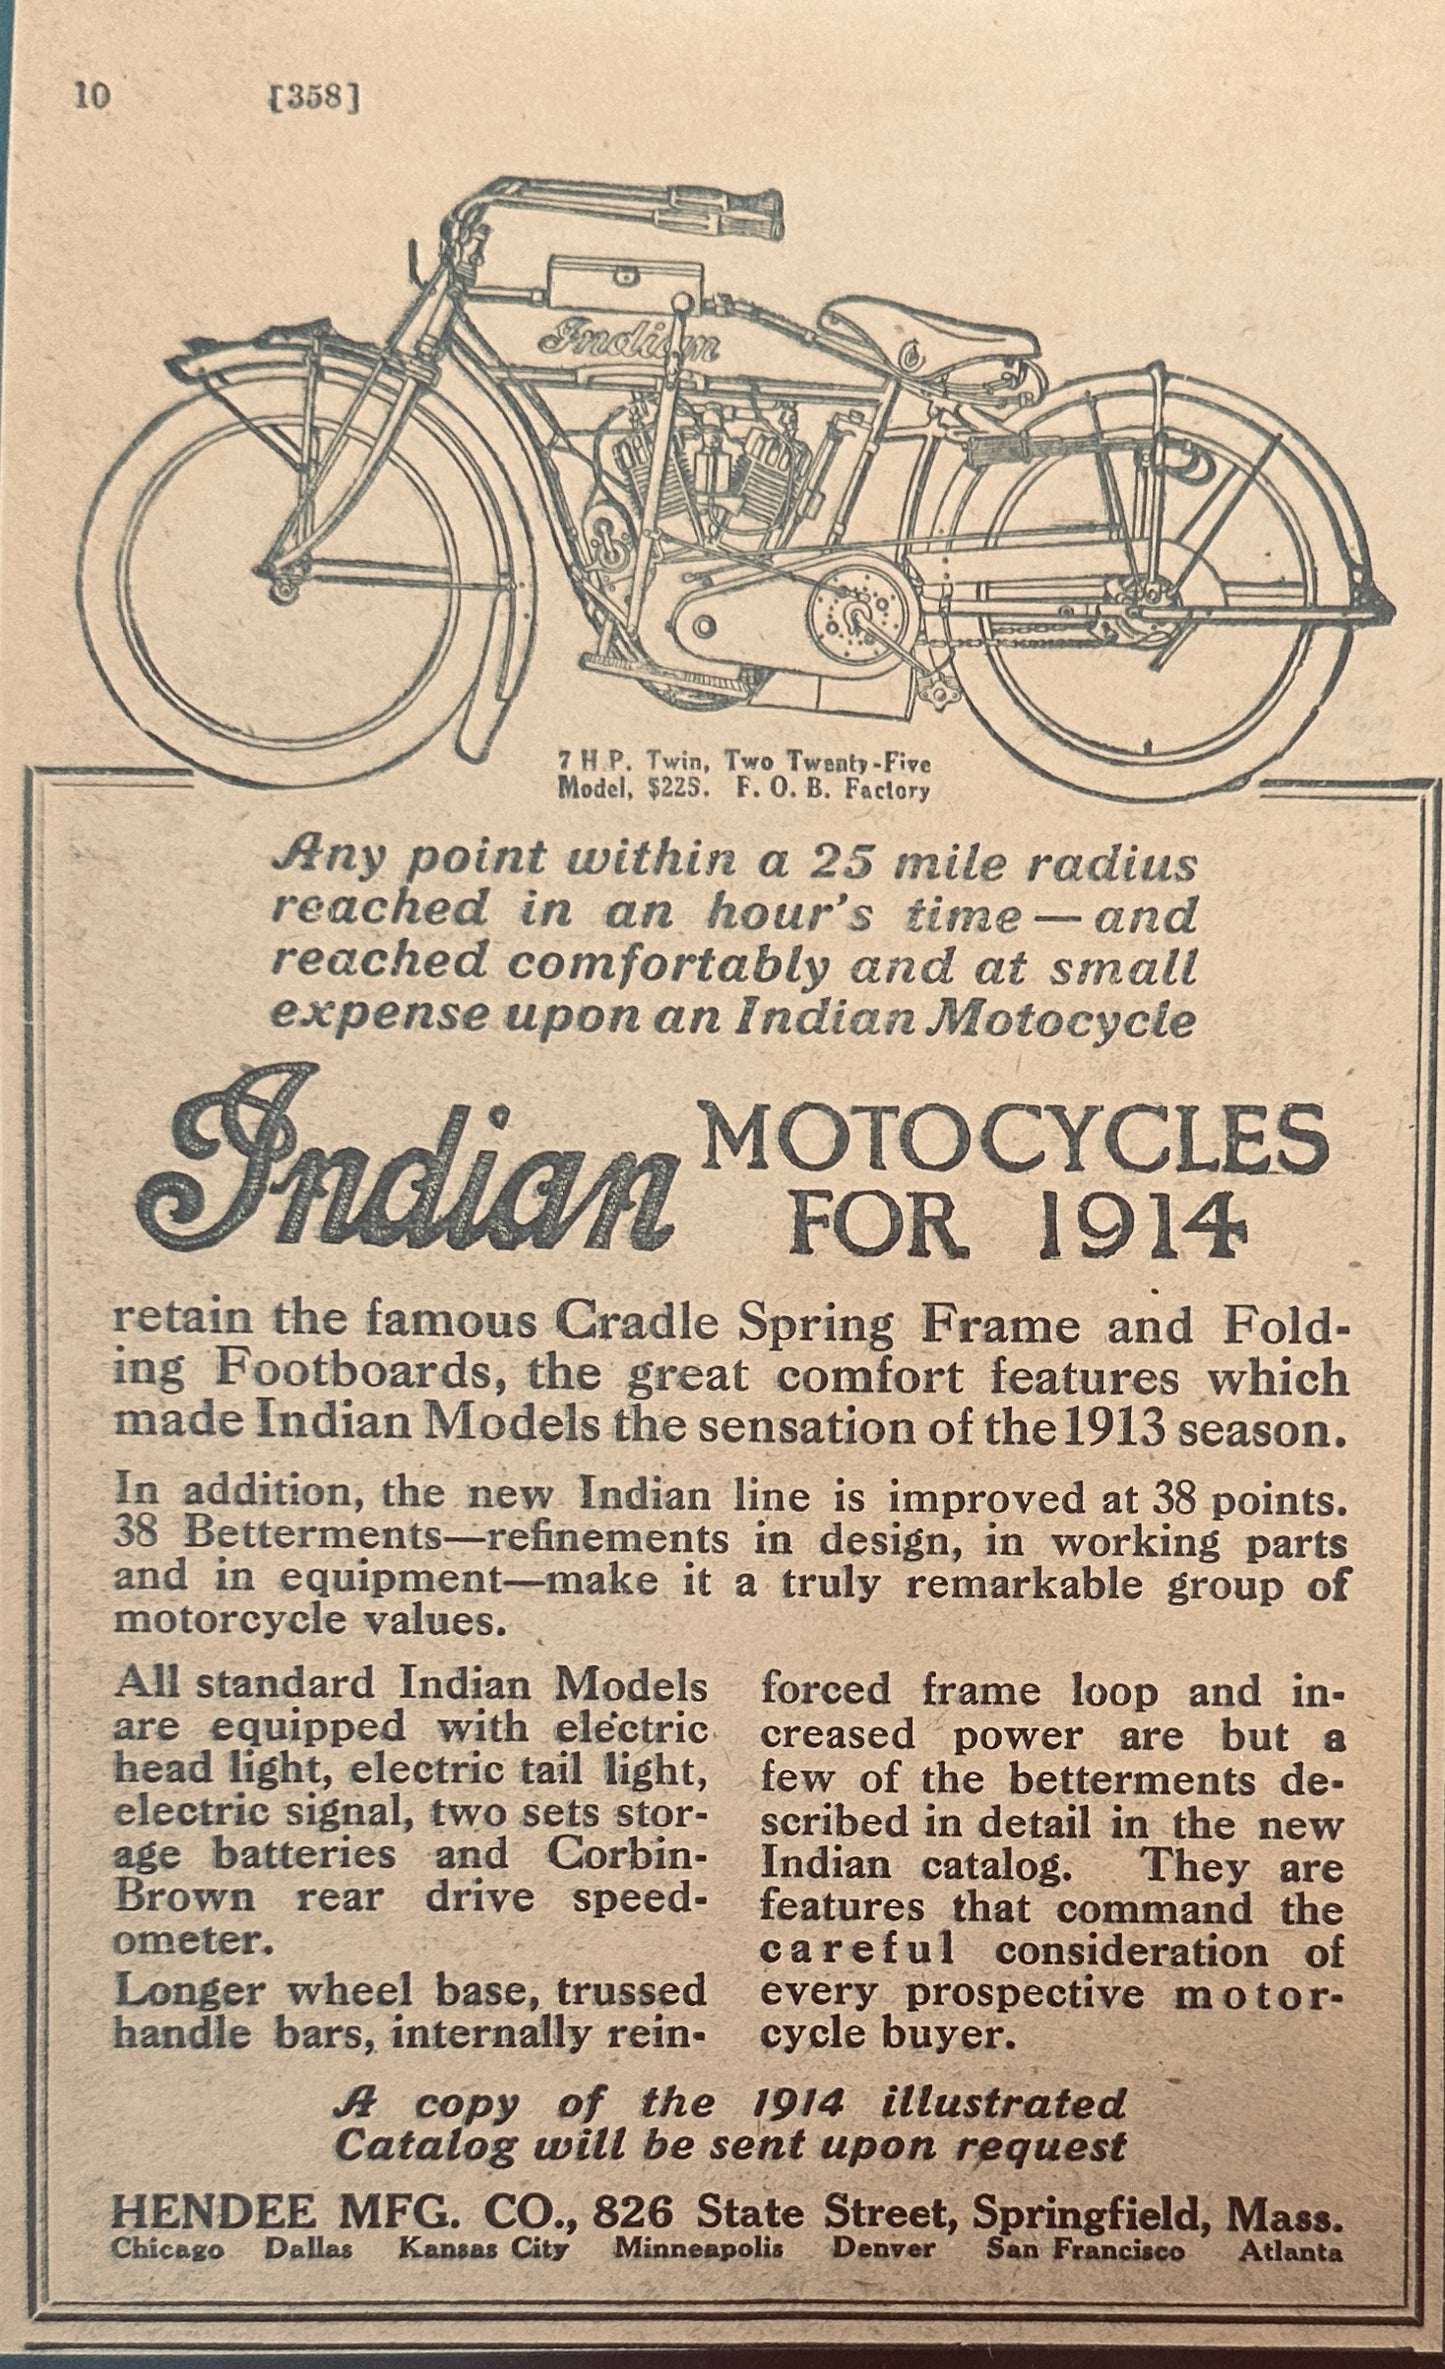 10 [358]
Indian
7 H.P. Twin, Two Twenty-Five
Model, $225. F. O. B. Factory
Any point within a 25 mile radius
reached in an hour's time—and
reached comfortably and at small
expense upon an Indian Motocycle
Indian MOTOCYCLES
FOR 1914
retain the famous Cradle Spring Frame and Fold-
ing Footboards, the great comfort features which
made Indian Models the sensation of the 1913 season.
In addition, the new Indian line is improved at 38 points.
38 Betterments—refinements in design, in working parts
and in equipment—make it a truly remarkable group of
motorcycle values.
All standard Indian Models
are equipped with electric
head light, electric tail light,
electric signal, two sets stor-
age batteries and Corbin-
Brown rear drive speed-
ometer.
Longer wheel base, trussed
handle bars, internally rein-
forced frame loop and in-
creased power are but a
few of the betterments de-
scribed in detail in the new
Indian catalog. They are
features that command the
careful consideration of
every prospective motor-
cycle buyer.
A copy of the 1914 illustrated
Catalog will be sent upon request
HENDEE MFG. CO., 826 State Street, Springfield, Mass.
Chicago Dallas Kansas City Minneapolis Denver San Francisco Atlanta